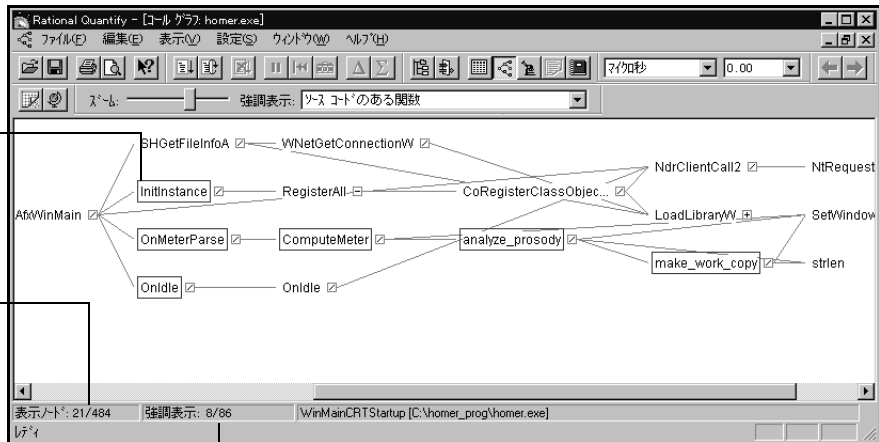 Rational Quantify - [コール グラフ: homer.exe]
ファイル(F) 編集(E) 表示(V) 設定(S) ウィンドウ(W) ヘルプ(H)
マイクロ秒 0.00
ズーム: 強調表示: ソース コードのある関数
SHGetFileInfoA WNetGetConnectionW
NdrClientCall2 NtRequest
InitInstance RegisterAll CoRegisterClassObjec...
AfxWinMain LoadLibraryW SetWindow
OnMeterParse ComputeMeter analyze_prosody
make_work_copy strlen
OnIdle OnIdle
表示ノード: 21/484 強調表示: 8/86 WinMainCRTStartup [C:\homer_prog\homer.exe]
レディ